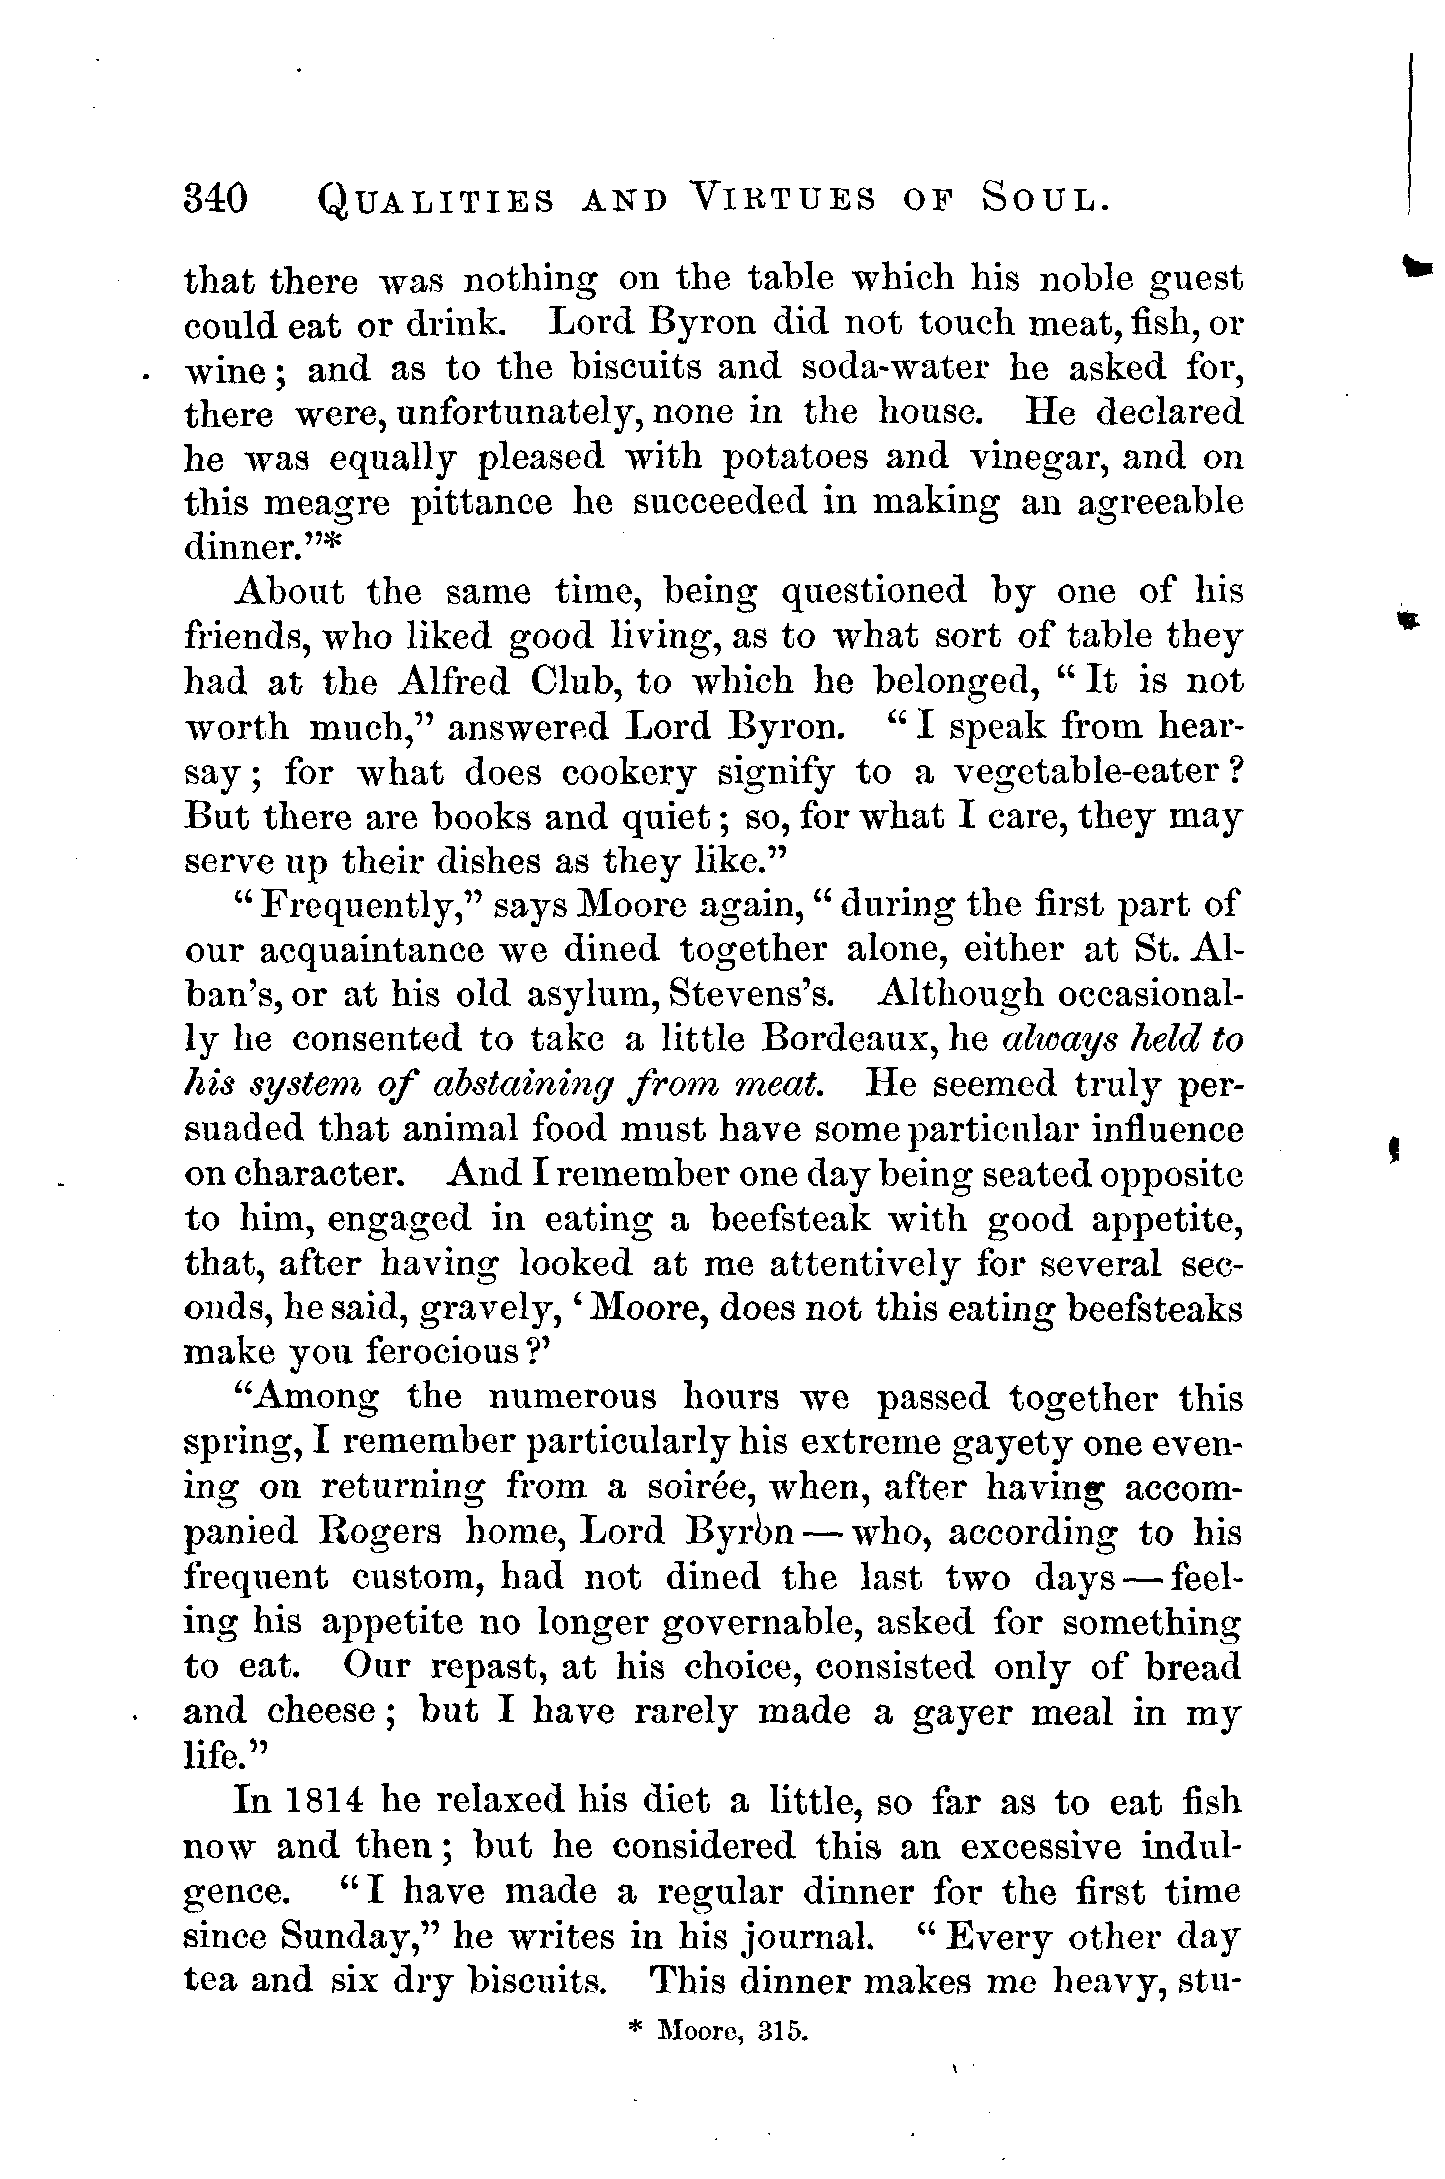 340 QUALITIES AND VIRTUES OF SOUL.
that there was nothing on the table which his noble guest
could eat or drink. Lord Byron did not touch meat, fish, or
wine; and as to the biscuits and soda-water he asked for,
there were, unfortunately, none in the house. He declared
he was equally pleased with potatoes and vinegar, and on
this meagre pittance he succeeded in making an agreeable
dinner."*
About the same time, being questioned by one of his
friends, who liked good living, as to what sort of table they
had at the Alfred Club, to which he belonged, "It is not
worth much," answered Lord Byron. "I speak from hear-
say; for what does cookery signify to a vegetable-eater?
But there are books and quiet; so, for what I care, they may
serve up their dishes as they like."
"Frequently," says Moore again, "during the first part of
our acquaintance we dined together alone, either at St. Al-
ban's, or at his old asylum, Stevens's. Although occasional-
ly he consented to take a little Bordeaux, he always held to
his system of abstaining from meat. He seemed truly per-
suaded that animal food must have some particular influence
on character. And I remember one day being seated opposite
to him, engaged in eating a beefsteak with good appetite,
that, after having looked at me attentively for several sec-
onds, he said, gravely, 'Moore, does not this eating beefsteaks
make you ferocious?'
"Among the numerous hours we passed together this
spring, I remember particularly his extreme gayety one even-
ing on returning from a soirée, when, after having accom-
panied Rogers home, Lord Byron — who, according to his
frequent custom, had not dined the last two days — feel-
ing his appetite no longer governable, asked for something
to eat. Our repast, at his choice, consisted only of bread
and cheese; but I have rarely made a gayer meal in my
life."
In 1814 he relaxed his diet a little, so far as to eat fish
now and then; but he considered this an excessive indul-
gence. "I have made a regular dinner for the first time
since Sunday," he writes in his journal. "Every other day
tea and six dry biscuits. This dinner makes me heavy, stu-
* Moore, 315.